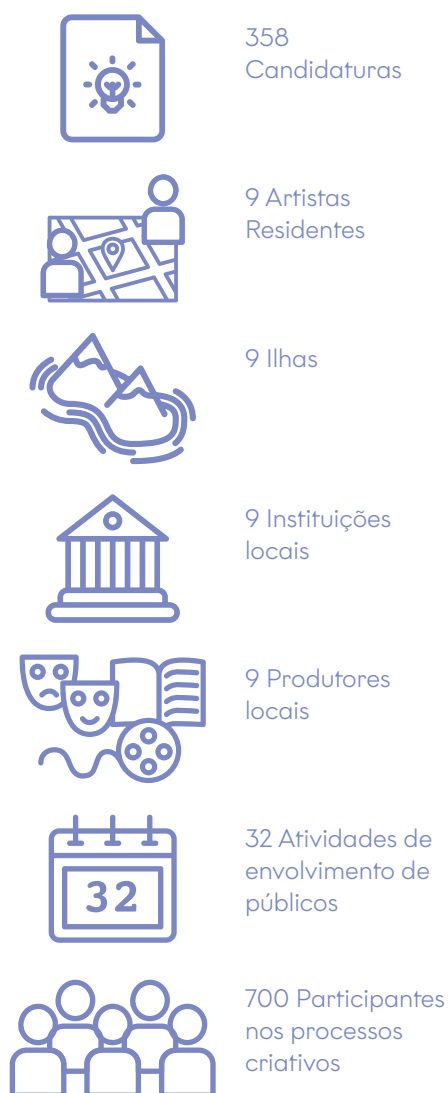 358
Candidaturas
9 Artistas
Residentes
9 Ilhas
9 Instituições
locais
9 Produtores
locais
32
32 Atividades de
envolvimento de
públicos
700 Participantes
nos processos
criativos